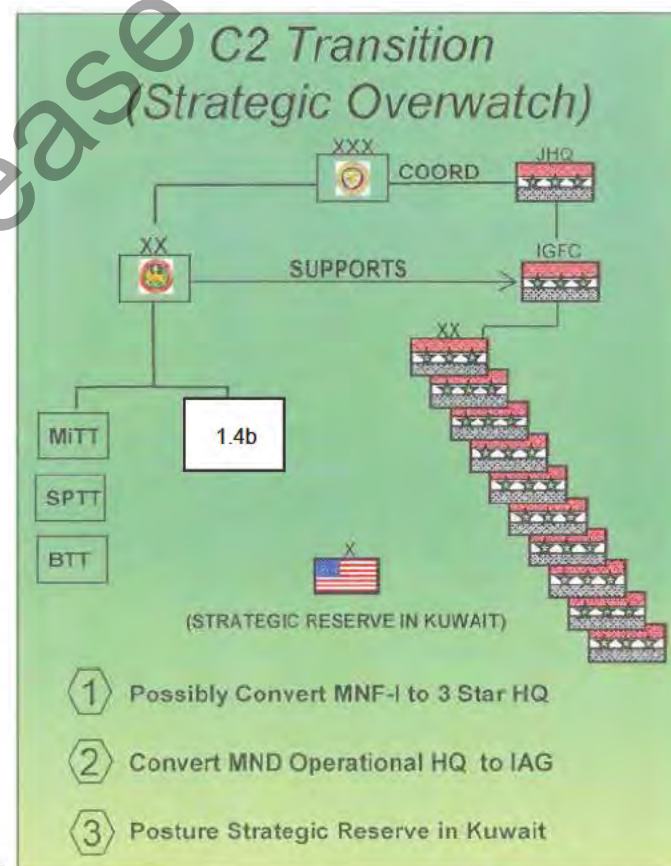 C2 Transition
(Strategic Overwatch)
XXX
JHQ
COORD
XX
IGFC
SUPPORTS
XX
MiTT
1.4b
SPTT
BTT
X
(STRATEGIC RESERVE IN KUWAIT)
1 Possibly Convert MNF-I to 3 Star HQ
2 Convert MND Operational HQ to IAG
3 Posture Strategic Reserve in Kuwait
ease